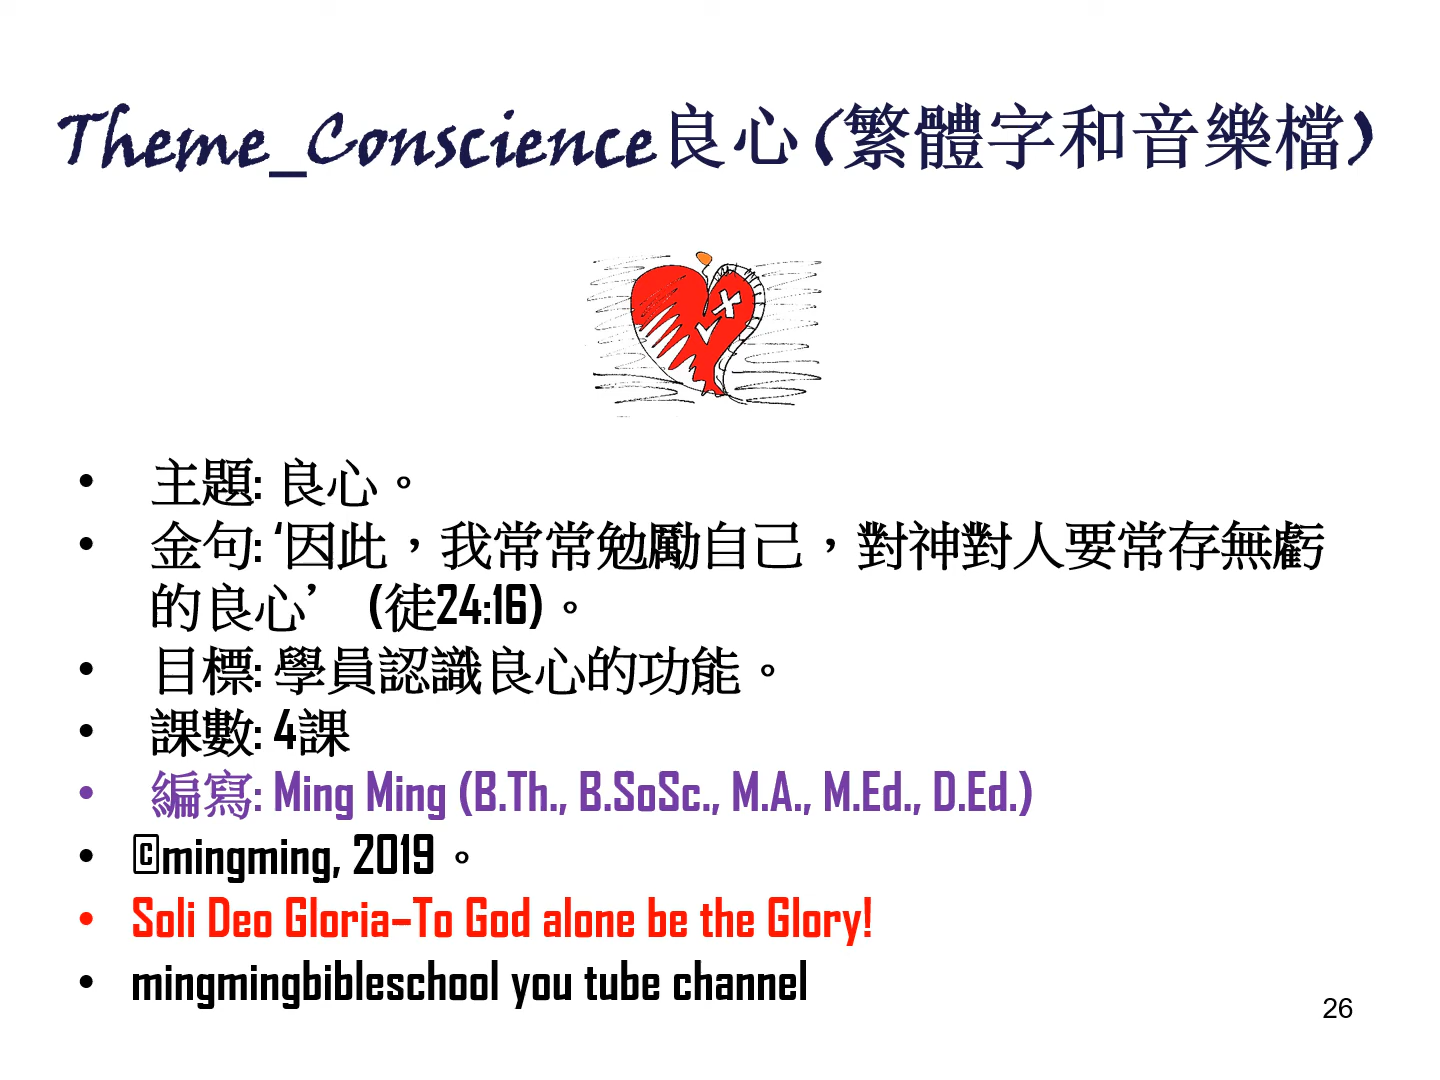 Theme_Conscience良心(繁體字和音樂檔)
• 主題: 良心。
• 金句: ‘因此，我常常勉勵自己，對神對人要常存無虧
的良心’ (徒24:16)。
• 目標: 學員認識良心的功能。
• 課數: 4課
• 編寫: Ming Ming (B.Th., B.SoSc., M.A., M.Ed., D.Ed.)
• ©mingming, 2019。
• Soli Deo Gloria–To God alone be the Glory!
• mingmingbibleschool you tube channel
26